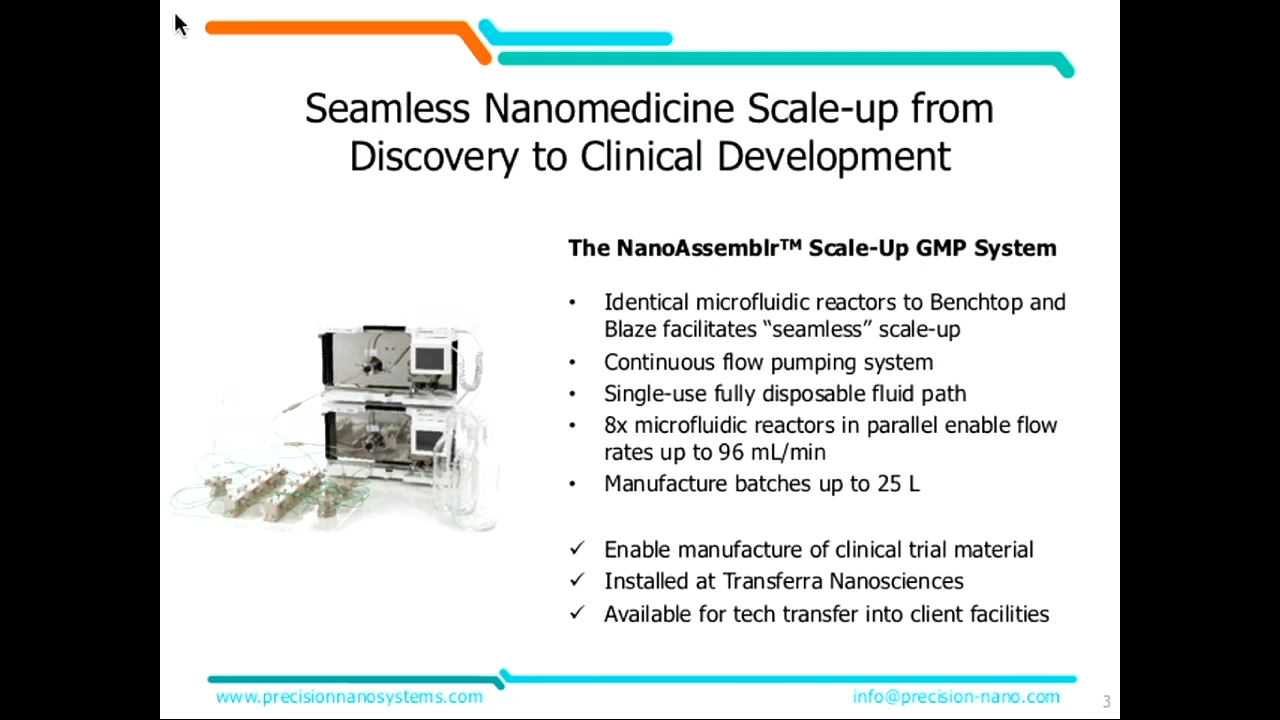 Seamless Nanomedicine Scale-up from
Discovery to Clinical Development
The NanoAssemblr™ Scale-Up GMP System
• Identical microfluidic reactors to Benchtop and
Blaze facilitates “seamless” scale-up
• Continuous flow pumping system
• Single-use fully disposable fluid path
• 8x microfluidic reactors in parallel enable flow
rates up to 96 mL/min
• Manufacture batches up to 25 L
✓ Enable manufacture of clinical trial material
✓ Installed at Transferra Nanosciences
✓ Available for tech transfer into client facilities
www.precisionnanosystems.com
info@precision-nano.com
3